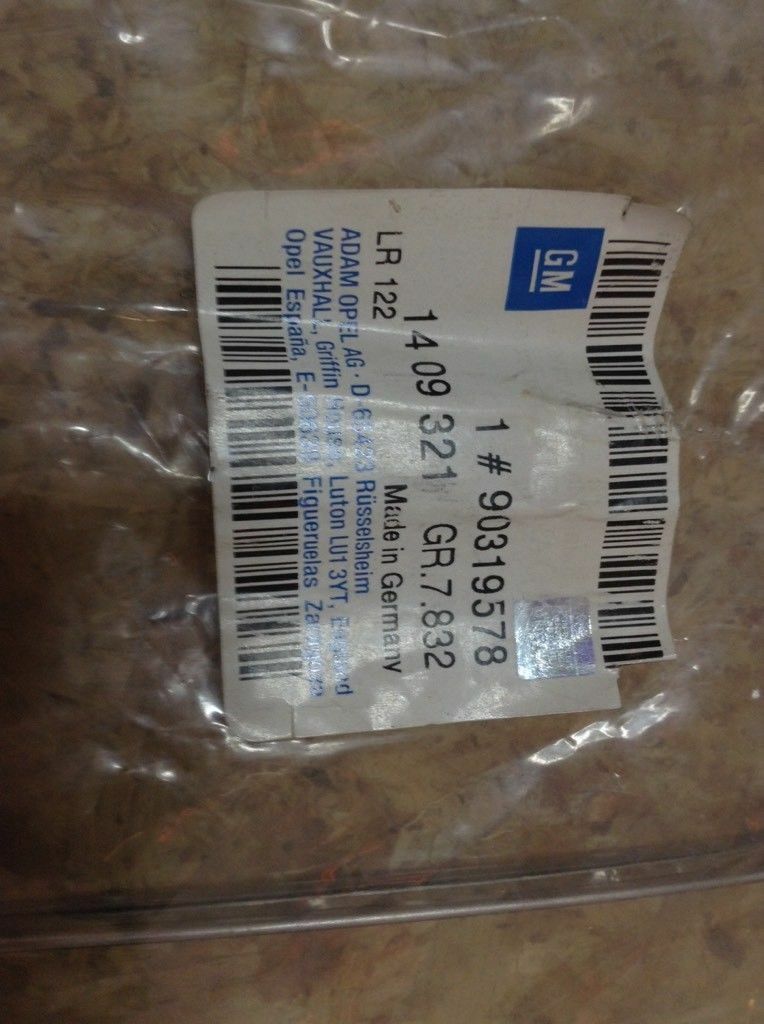 GM
1 # 90319578
14 09 321 GR.7.832
LR 122 Made in Germany
ADAM OPEL AG · D-65423 Rüsselsheim
VAUXHALL, Griffin House, Luton LU1 3YT, England
Opel España, E- Figueruelas Zaragoza